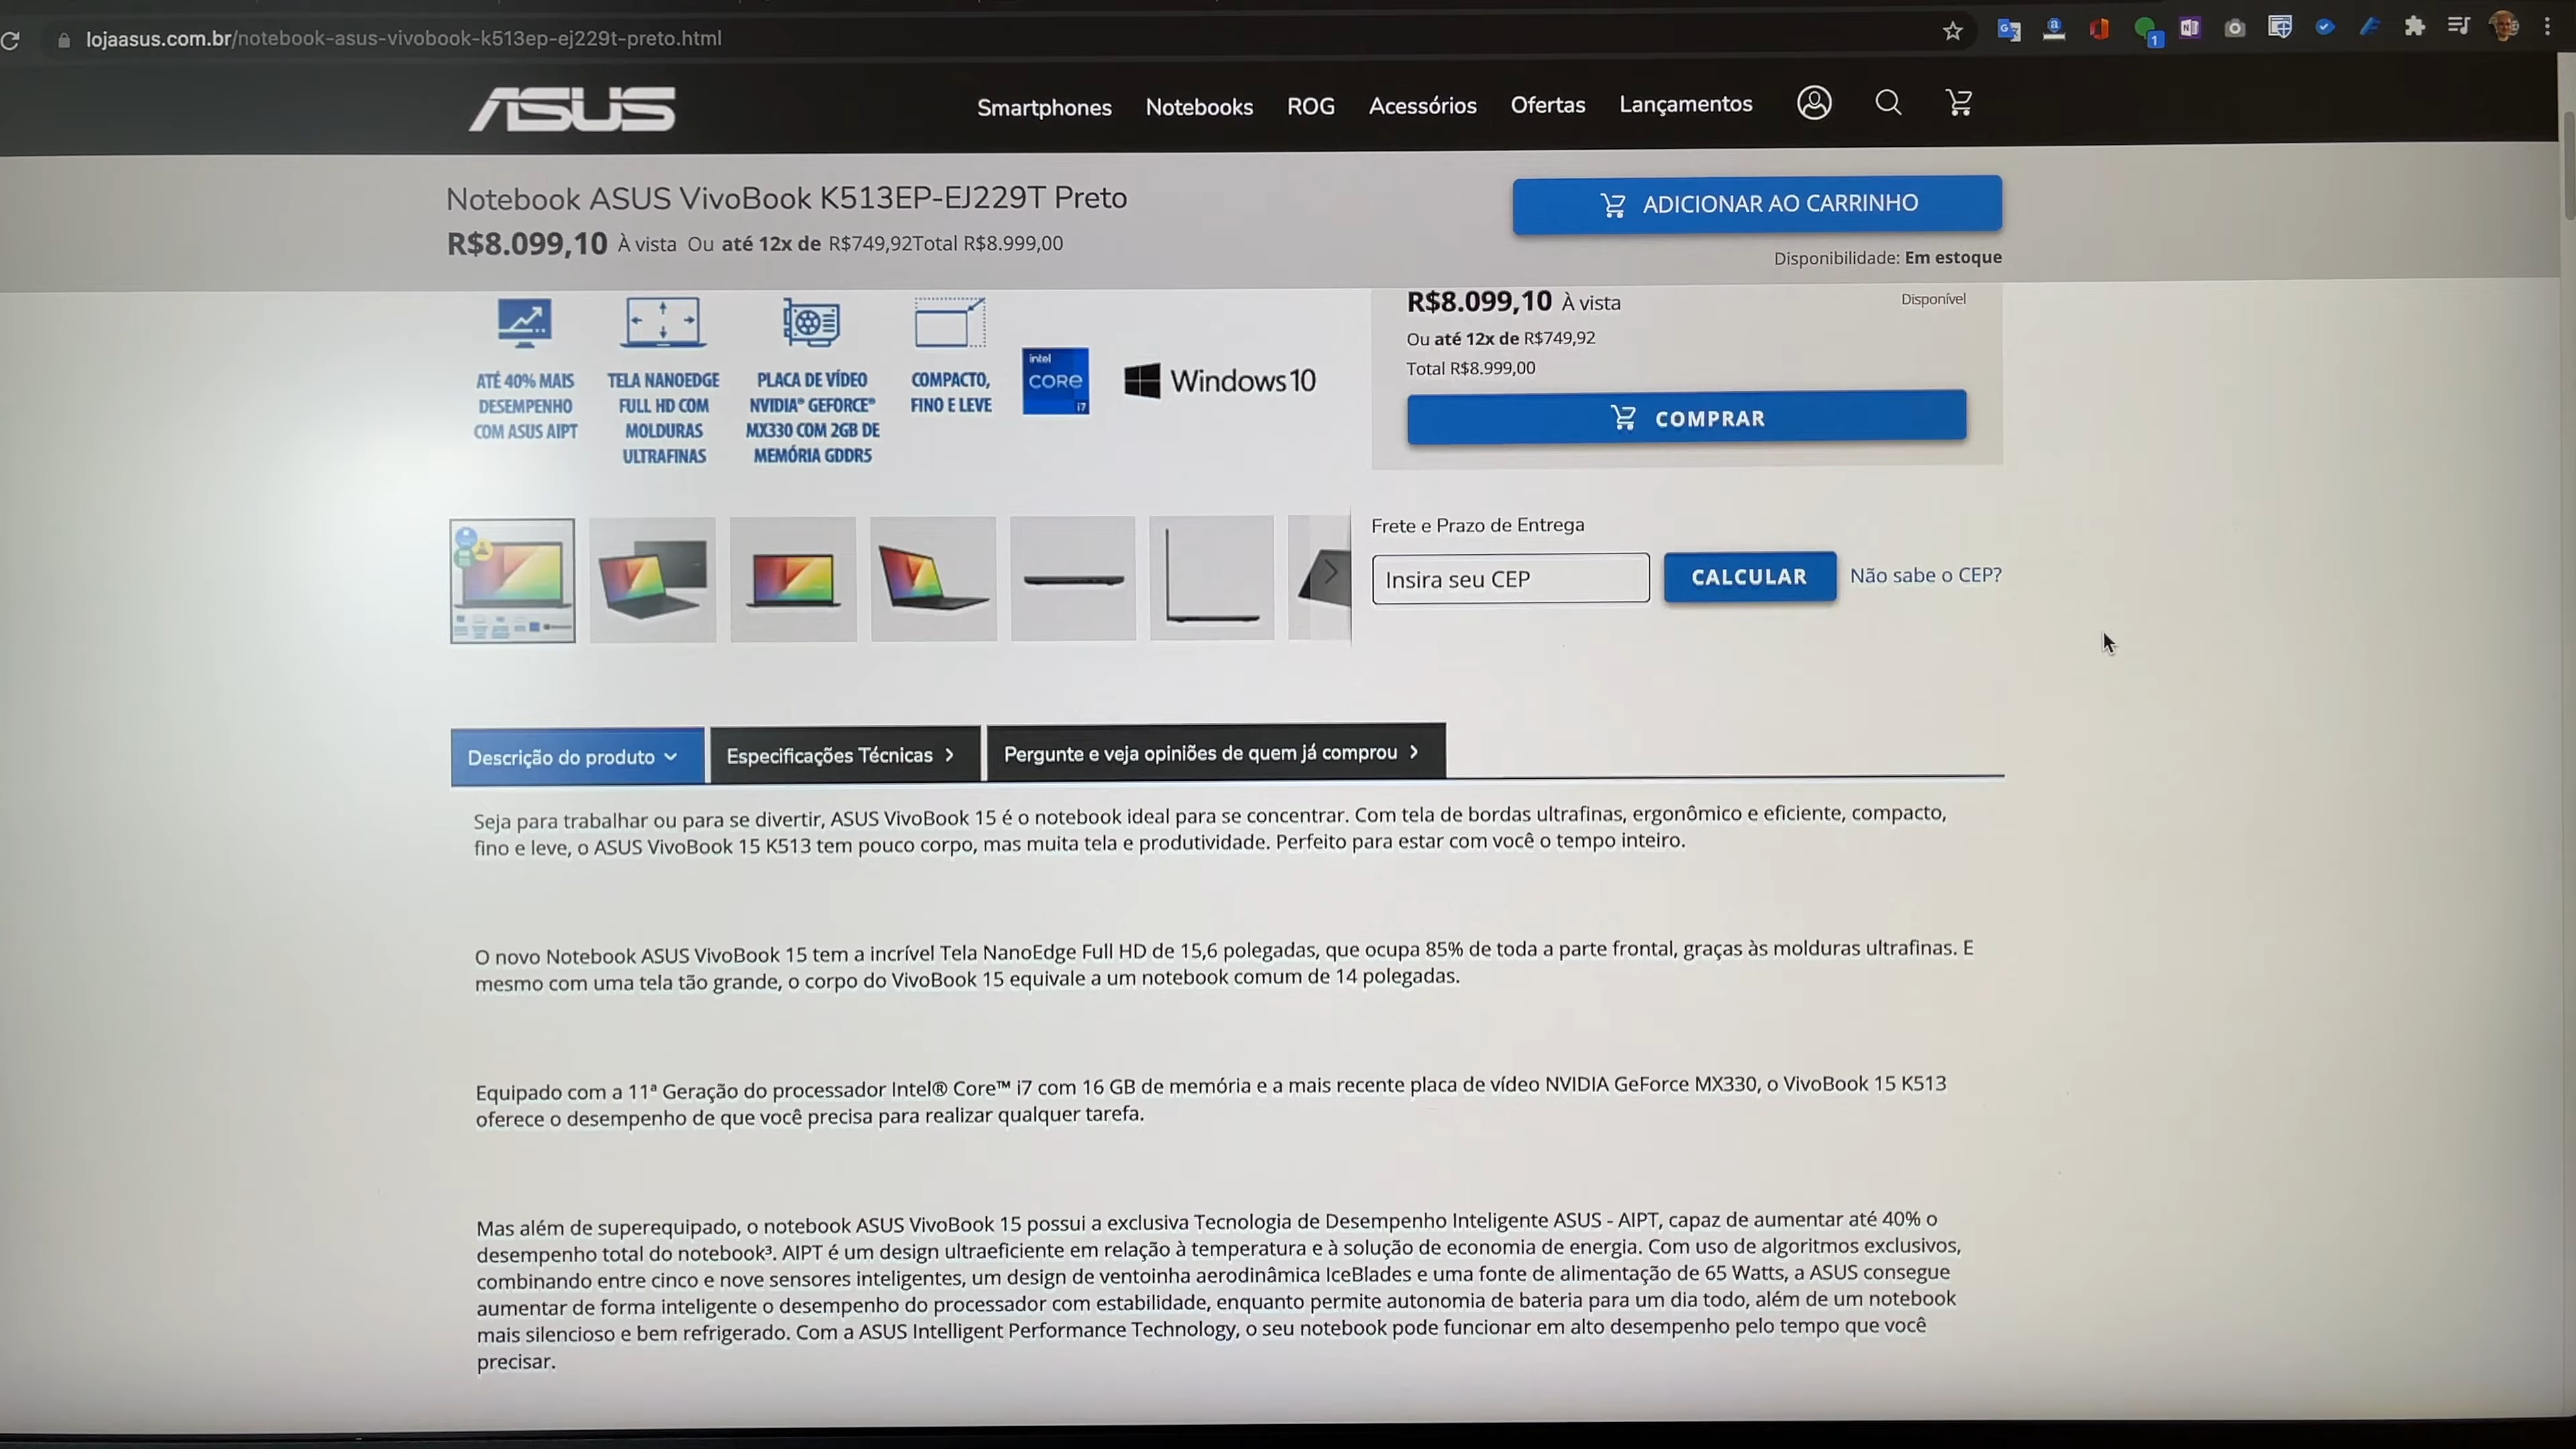 lojaasus.com.br/notebook-asus-vivobook-k513ep-ej229t-preto.html
1
ASUS
Smartphones Notebooks ROG Acessórios Ofertas Lançamentos
Notebook ASUS VivoBook K513EP-EJ229T Preto
R$8.099,10 À vista Ou até 12x de R$749,92Total R$8.999,00
ADICIONAR AO CARRINHO
Disponibilidade: Em estoque
ATÉ 40% MAIS
DESEMPENHO
COM ASUS AIPT
TELA NANOEDGE
FULL HD COM
MOLDURAS
ULTRAFINAS
PLACA DE VÍDEO
NVIDIA® GEFORCE®
MX330 COM 2GB DE
MEMÓRIA GDDR5
COMPACTO,
FINO E LEVE
intel
CORE
i7
Windows 10
R$8.099,10 À vista
Disponível
Ou até 12x de R$749,92
Total R$8.999,00
COMPRAR
Frete e Prazo de Entrega
Insira seu CEP
CALCULAR
Não sabe o CEP?
Descrição do produto
Especificações Técnicas
Pergunte e veja opiniões de quem já comprou
Seja para trabalhar ou para se divertir, ASUS VivoBook 15 é o notebook ideal para se concentrar. Com tela de bordas ultrafinas, ergonômico e eficiente, compacto,
fino e leve, o ASUS VivoBook 15 K513 tem pouco corpo, mas muita tela e produtividade. Perfeito para estar com você o tempo inteiro.
O novo Notebook ASUS VivoBook 15 tem a incrível Tela NanoEdge Full HD de 15,6 polegadas, que ocupa 85% de toda a parte frontal, graças às molduras ultrafinas. E
mesmo com uma tela tão grande, o corpo do VivoBook 15 equivale a um notebook comum de 14 polegadas.
Equipado com a 11ª Geração do processador Intel® Core™ i7 com 16 GB de memória e a mais recente placa de vídeo NVIDIA GeForce MX330, o VivoBook 15 K513
oferece o desempenho de que você precisa para realizar qualquer tarefa.
Mas além de superequipado, o notebook ASUS VivoBook 15 possui a exclusiva Tecnologia de Desempenho Inteligente ASUS - AIPT, capaz de aumentar até 40% o
desempenho total do notebook³. AIPT é um design ultraeficiente em relação à temperatura e à solução de economia de energia. Com uso de algoritmos exclusivos,
combinando entre cinco e nove sensores inteligentes, um design de ventoinha aerodinâmica IceBlades e uma fonte de alimentação de 65 Watts, a ASUS consegue
aumentar de forma inteligente o desempenho do processador com estabilidade, enquanto permite autonomia de bateria para um dia todo, além de um notebook
mais silencioso e bem refrigerado. Com a ASUS Intelligent Performance Technology, o seu notebook pode funcionar em alto desempenho pelo tempo que você
precisar.